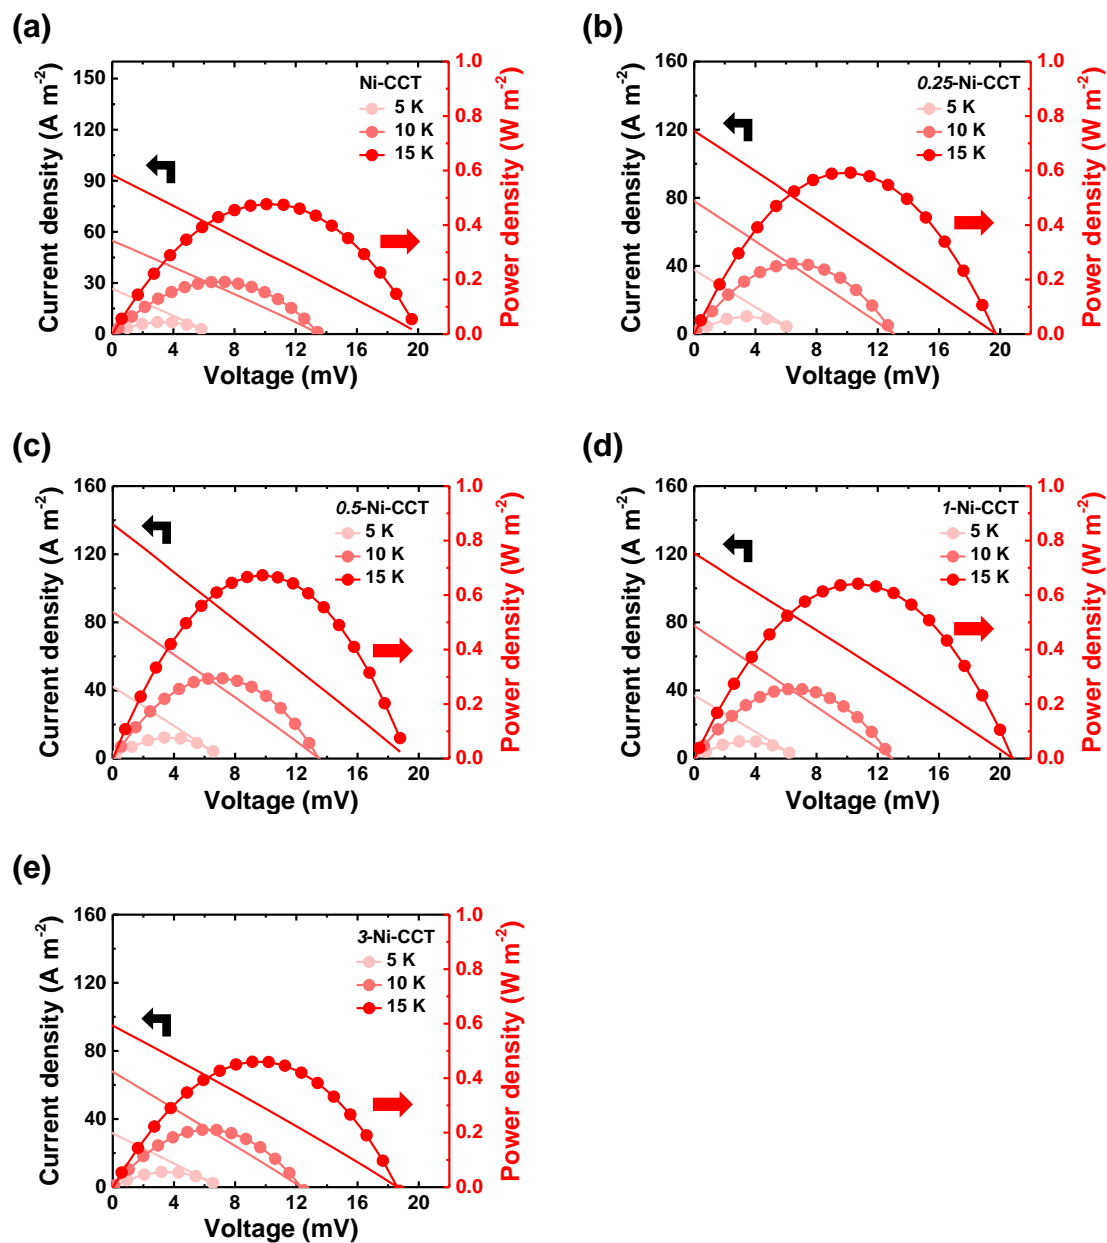 (a)
Current density (A m-2)
160
120
90
60
30
0
Ni-CCT
5 K
10 K
15 K
1.0
0.8
0.6
0.4
0.2
0.0
Power density (W m-2)
0 4 8 12 16 20
Voltage (mV)
(b)
Current density (A m-2)
160
120
80
40
0
0.25-Ni-CCT
5 K
10 K
15 K
1.0
0.8
0.6
0.4
0.2
0.0
Power density (W m-2)
0 4 8 12 16 20
Voltage (mV)
(c)
Current density (A m-2)
160
120
80
40
0
0.5-Ni-CCT
5 K
10 K
15 K
1.0
0.8
0.6
0.4
0.2
0.0
Power density (W m-2)
0 4 8 12 16 20
Voltage (mV)
(d)
Current density (A m-2)
160
120
80
40
0
1-Ni-CCT
5 K
10 K
15 K
1.0
0.8
0.6
0.4
0.2
0.0
Power density (W m-2)
0 4 8 12 16 20
Voltage (mV)
(e)
Current density (A m-2)
160
120
80
40
0
3-Ni-CCT
5 K
10 K
15 K
1.0
0.8
0.6
0.4
0.2
0.0
Power density (W m-2)
0 4 8 12 16 20
Voltage (mV)